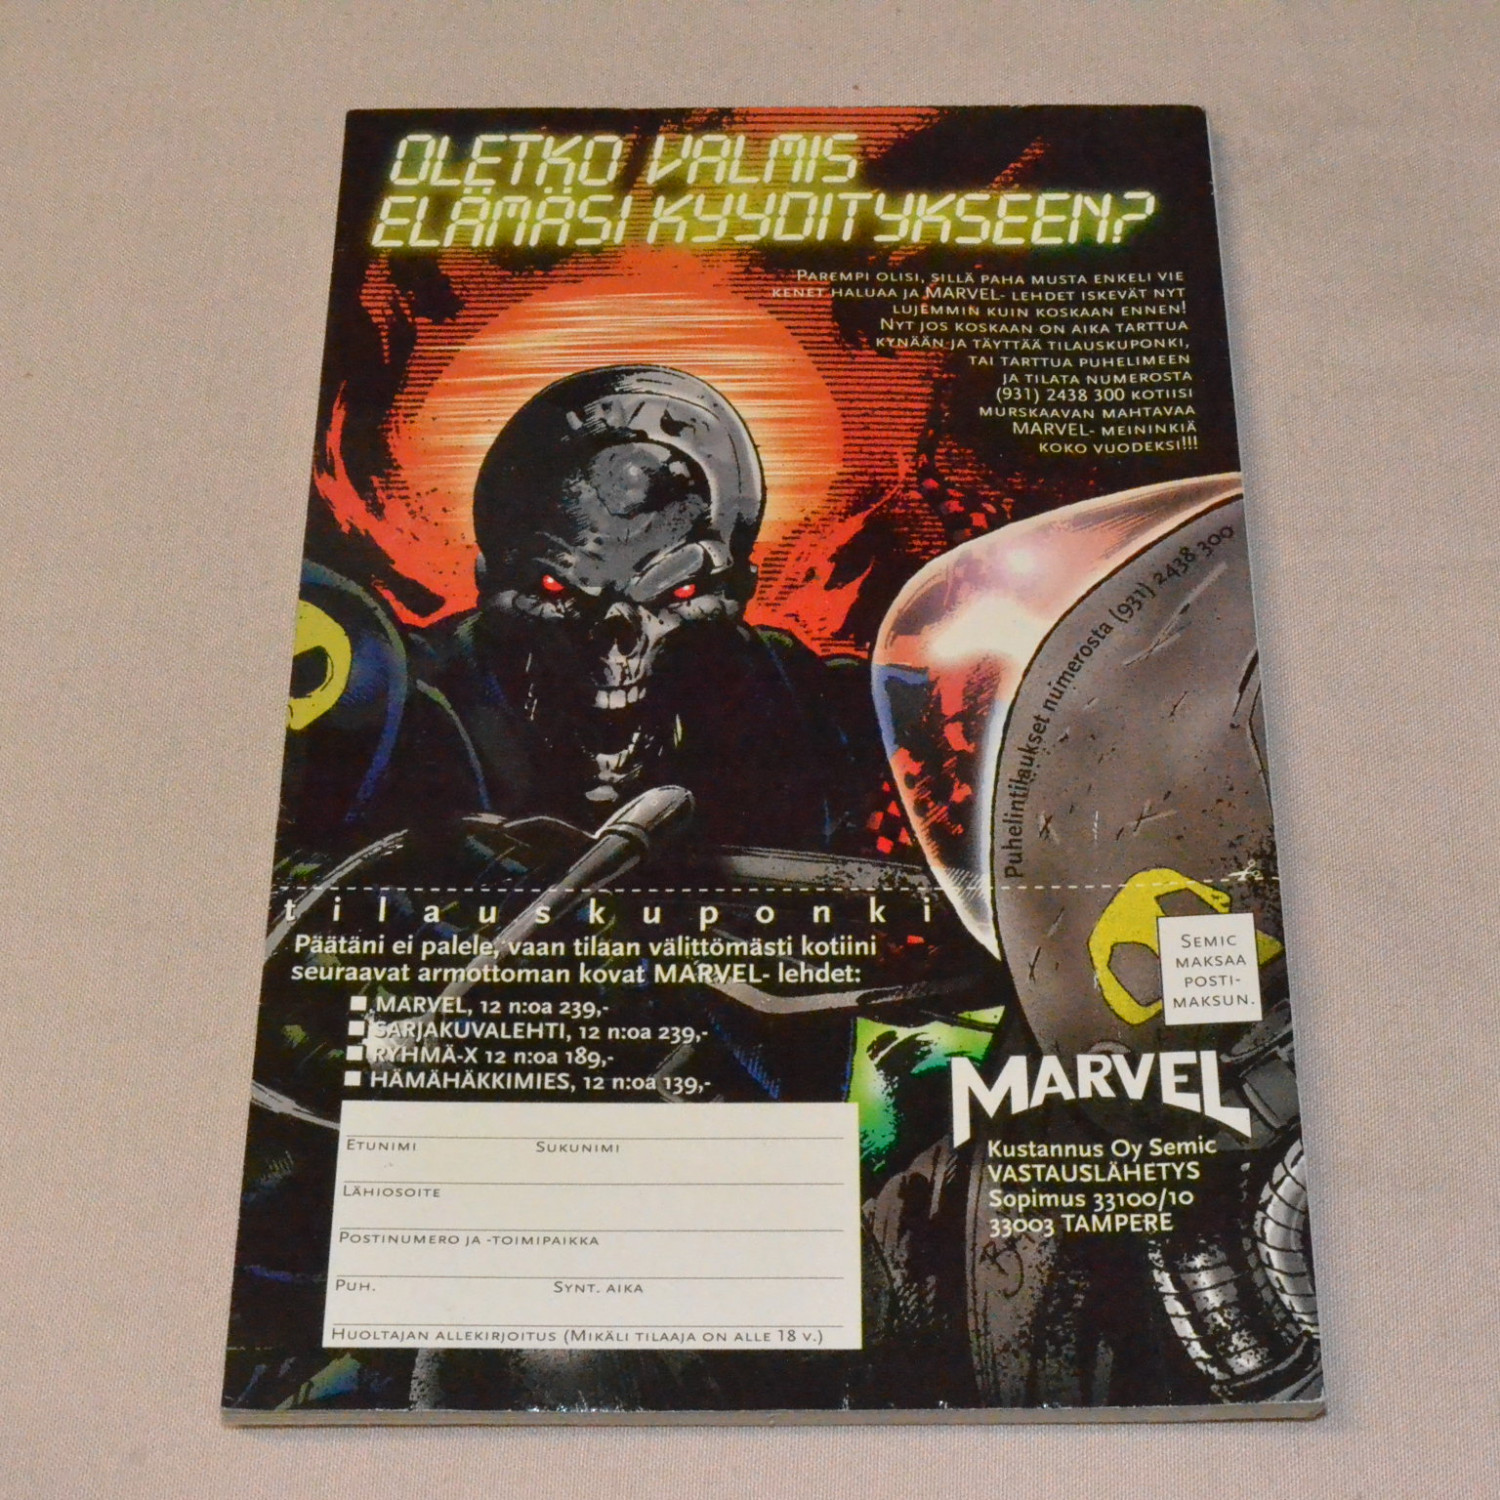 OLETKO VALMIS
ELÄMÄSI KYYDITYKSEEN?
PAREMPI OLISI, SILLÄ PAHA MUSTA ENKELI VIE
KENET HALUAA JA MARVEL- LEHDET ISKEVÄT NYT
LUJEMMIN KUIN KOSKAAN ENNEN!
NYT JOS KOSKAAN ON AIKA TARTTUA
KYNÄÄN JA TÄYTTÄÄ TILAUSKUPONKI,
TAI TARTTUA PUHELIMEEN
JA TILATA NUMEROSTA
(931) 2438 300 KOTIISI
MURSKAAVAN MAHTAVAA
MARVEL- MEININKIÄ
KOKO VUODEKSI!!!
Puhelintilaukset numerosta (931) 2438 300
tilauskuponki
Päätäni ei palele, vaan tilaan välittömästi kotiini
seuraavat armottoman kovat MARVEL- lehdet:
MARVEL, 12 n:oa 239,-
SARJAKUVALEHTI, 12 n:oa 239,-
RYHMÄ-X 12 n:oa 189,-
HÄMÄHÄKKIMIES, 12 n:oa 139,-
ETUNIMI SUKUNIMI
LÄHIOSOITE
POSTINUMERO JA -TOIMIPAIKKA
PUH. SYNT. AIKA
HUOLTAJAN ALLEKIRJOITUS (MIKÄLI TILAAJA ON ALLE 18 V.)
SEMIC
MAKSAA
POSTI-
MAKSUN.
MARVEL
Kustannus Oy Semic
VASTAUSLÄHETYS
Sopimus 33100/10
33003 TAMPERE